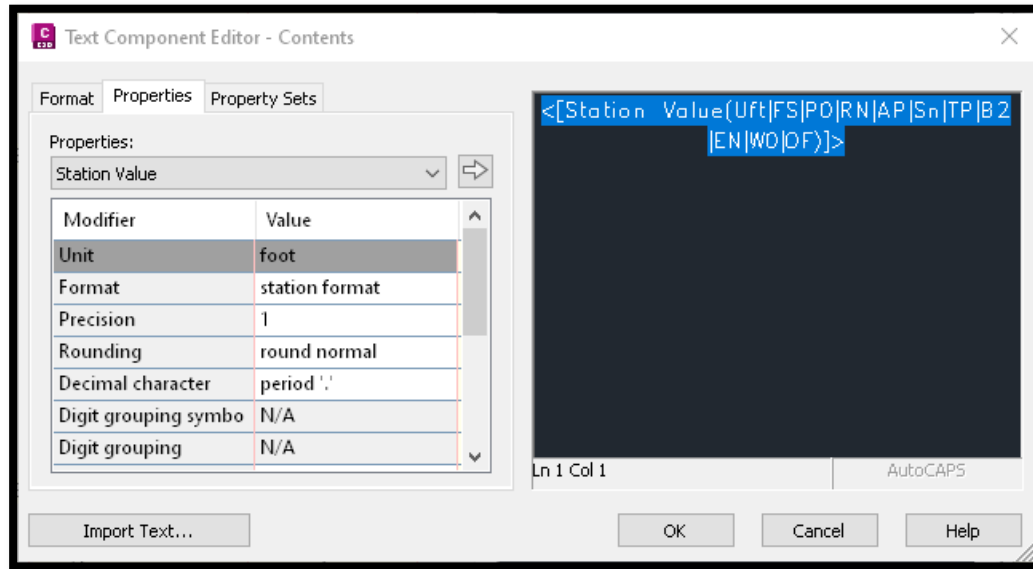 C
C3D
Text Component Editor - Contents
Format Properties Property Sets
Properties:
Station Value
Modifier Value
Unit foot
Format station format
Precision 1
Rounding round normal
Decimal character period '.'
Digit grouping symbo N/A
Digit grouping N/A
<[Station Value(Uft|FS|P0|RN|AP|Sn|TP|B2
|EN|W0|OF)]>
Ln 1 Col 1 AutoCAPS
Import Text... OK Cancel Help